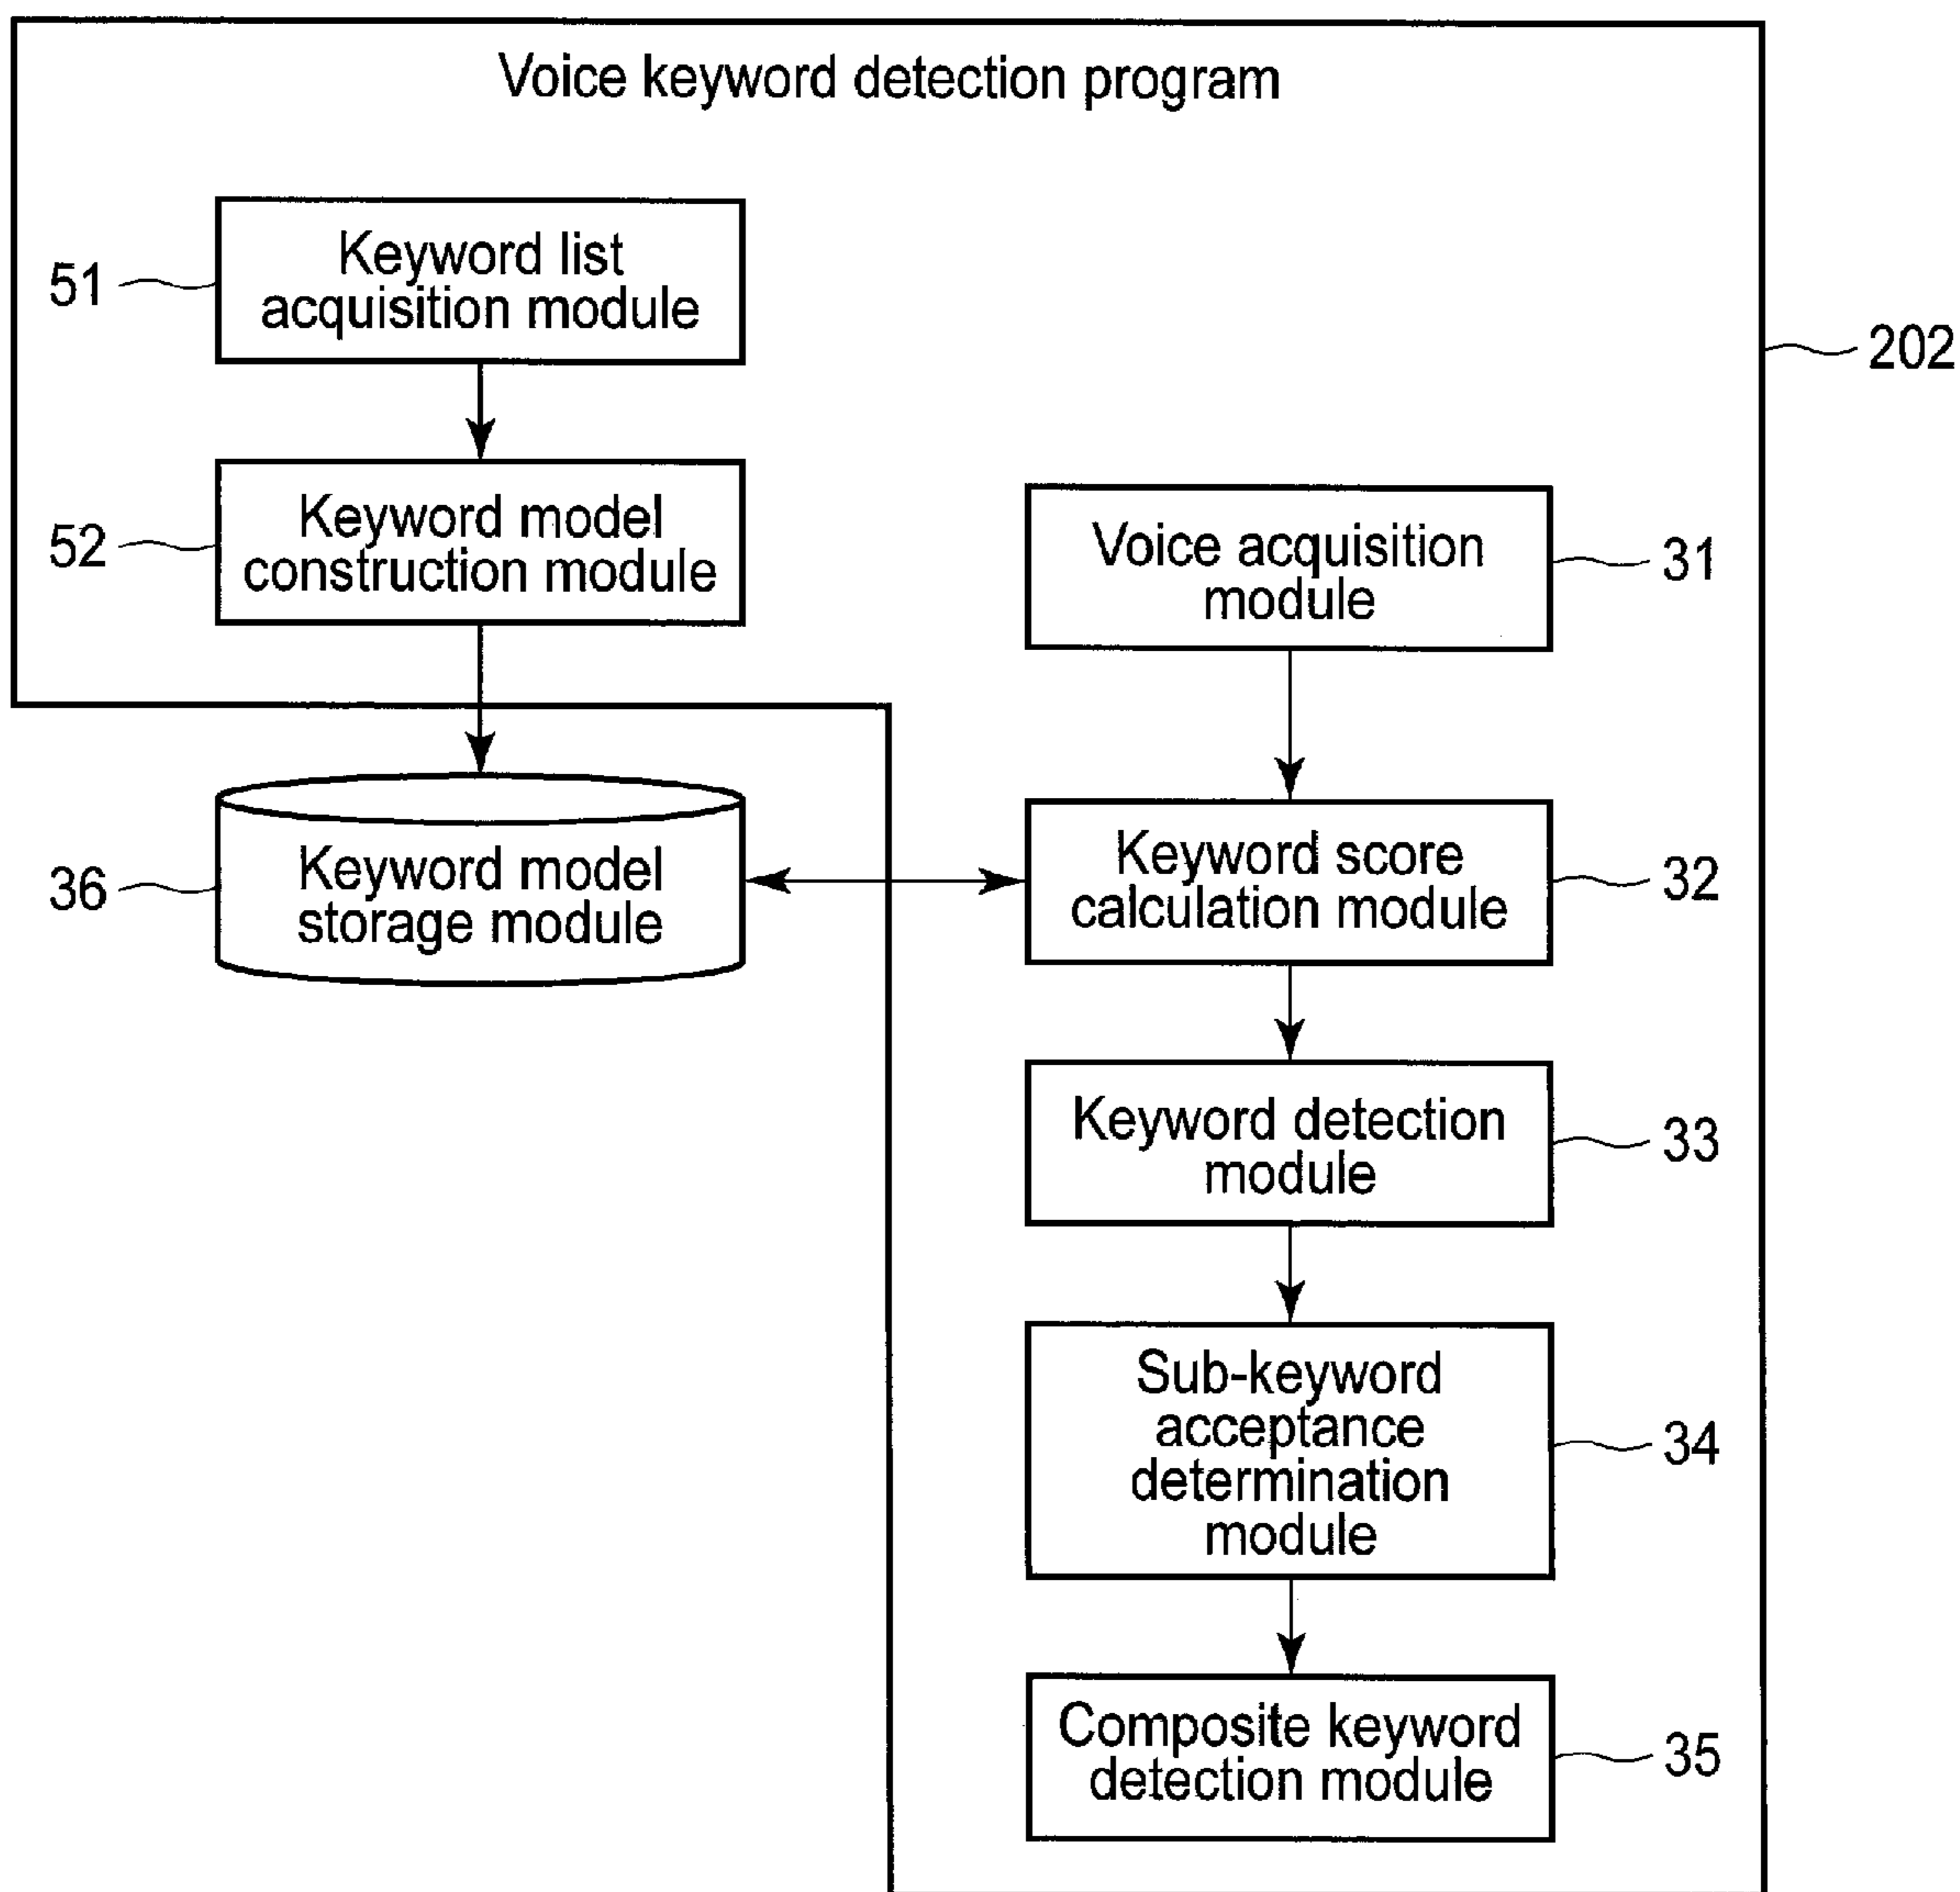 Voice keyword detection program
51
Keyword list
acquisition module
202
52
Keyword model
construction module
Voice acquisition
module
31
36
Keyword model
storage module
Keyword score
calculation module
32
Keyword detection
module
33
Sub-keyword
acceptance
determination
module
34
Composite keyword
detection module
35